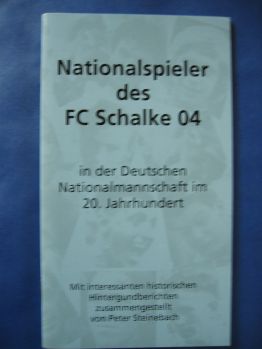 Nationalspieler
des
FC Schalke 04
in der Deutschen
Nationalmannschaft im
20. Jahrhundert
Mit interessanten historischen
Hintergundberichten
zusammengestellt
von Peter Steinebach